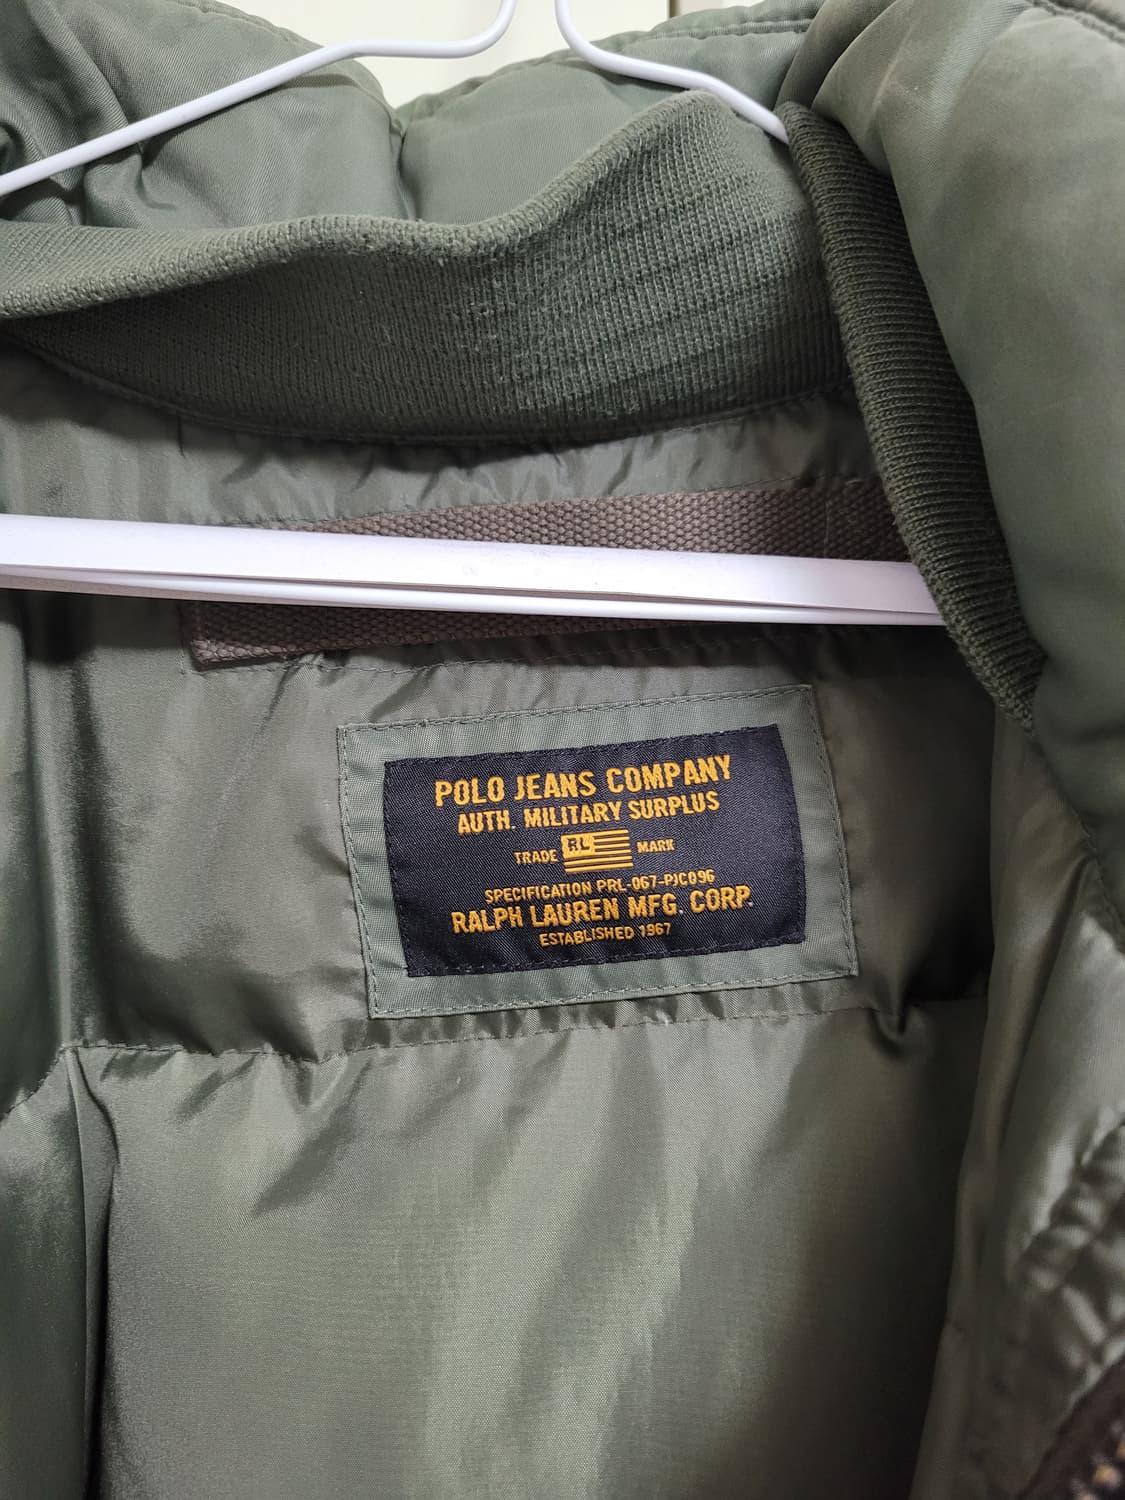 POLO JEANS COMPANY
AUTH. MILITARY SURPLUS
TRADE RL MARK
SPECIFICATION PRL-067-PJC096
RALPH LAUREN MFG. CORP.
ESTABLISHED 1967